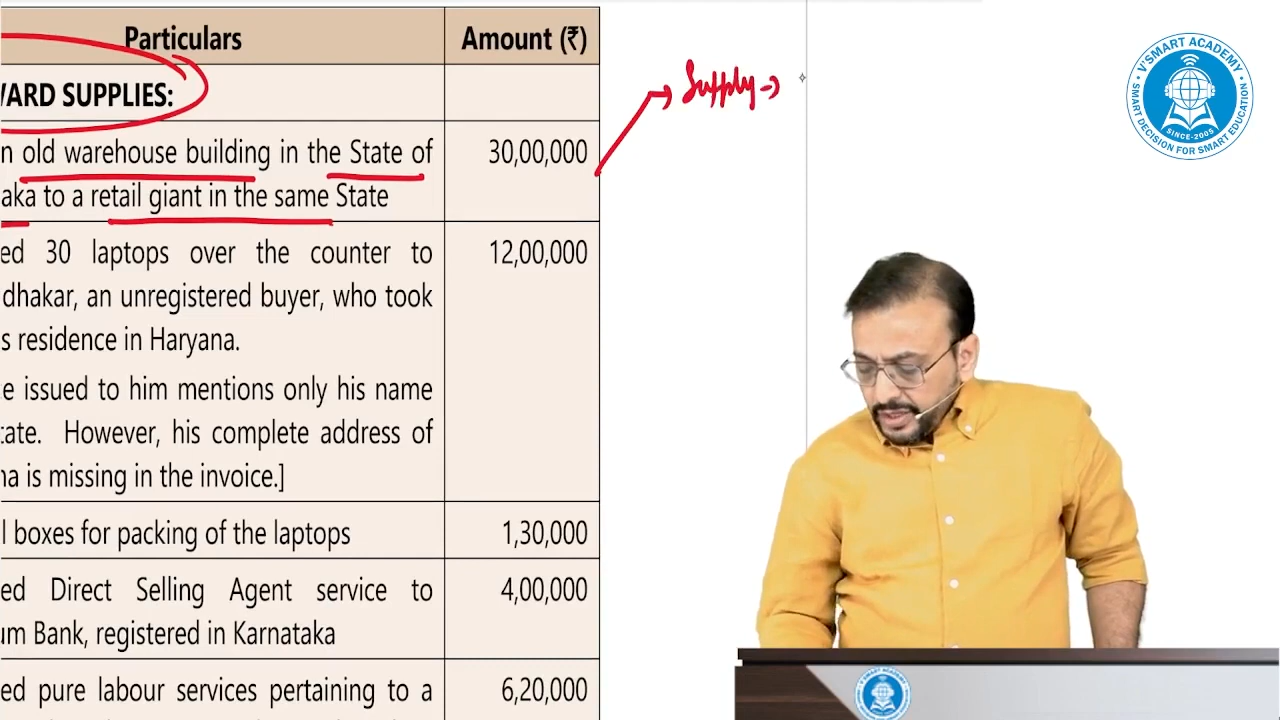 Particulars Amount (₹)
WARD SUPPLIES:
Supply →
n old warehouse building in the State of 30,00,000
aka to a retail giant in the same State
ed 30 laptops over the counter to 12,00,000
dhakar, an unregistered buyer, who took
s residence in Haryana.
e issued to him mentions only his name
tate. However, his complete address of
na is missing in the invoice.]
l boxes for packing of the laptops 1,30,000
ed Direct Selling Agent service to 4,00,000
um Bank, registered in Karnataka
ed pure labour services pertaining to a 6,20,000
V'SMART ACADEMY
SMART DECISION FOR SMART EDUCATION
SINCE-2005